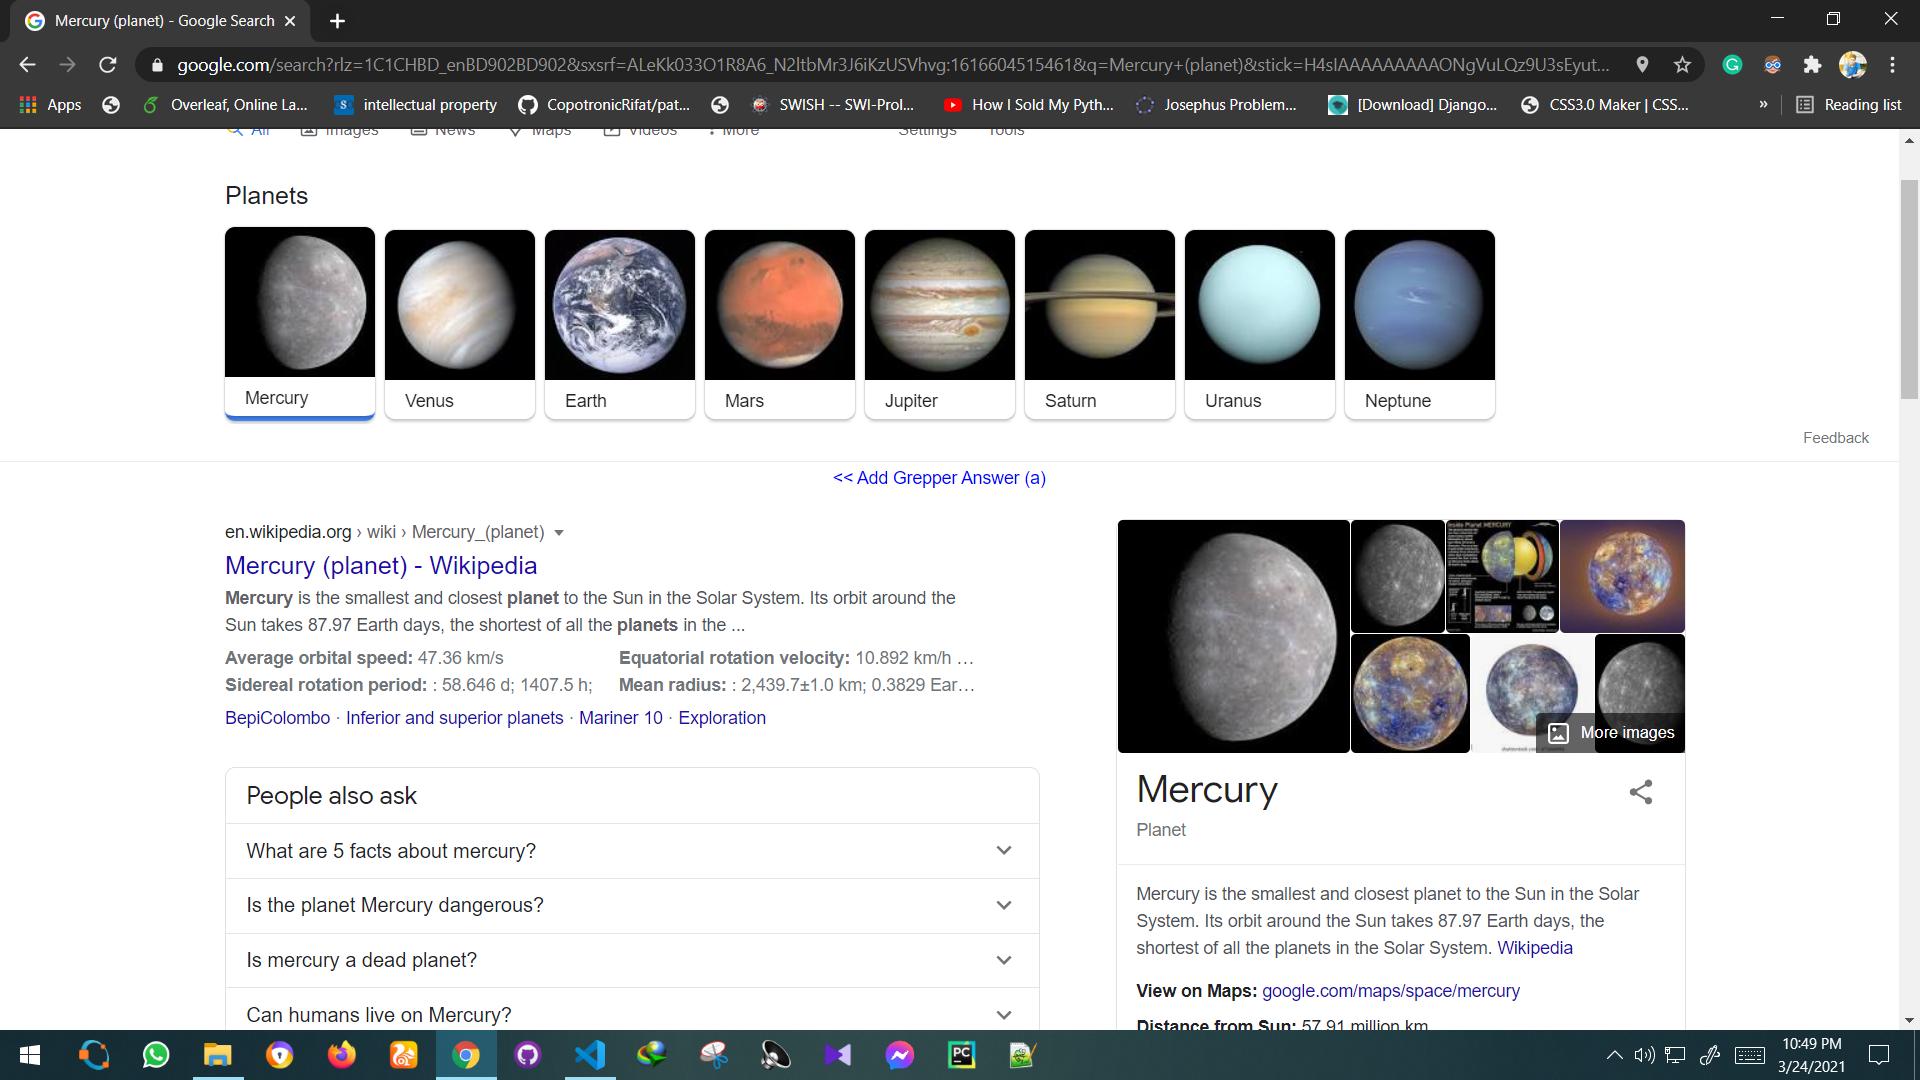 Mercury (planet) - Google Search
google.com/search?rlz=1C1CHBD_enBD902BD902&sxsrf=ALeKk033O1R8A6_N2ltbMr3J6iKzUSVhvg:1616604515461&q=Mercury+(planet)&stick=H4sIAAAAAAAAAONgVuLQz9U3sEyut...
Apps Overleaf, Online La... intellectual property CopotronicRifat/pat... SWISH -- SWI-Prol... How I Sold My Pyth... Josephus Problem... [Download] Django... CSS3.0 Maker | CSS... » Reading list
All Images News Maps Videos More Settings Tools
Planets
Mercury Venus Earth Mars Jupiter Saturn Uranus Neptune
Feedback
<< Add Grepper Answer (a)
en.wikipedia.org › wiki › Mercury_(planet)
Mercury (planet) - Wikipedia
Mercury is the smallest and closest planet to the Sun in the Solar System. Its orbit around the
Sun takes 87.97 Earth days, the shortest of all the planets in the ...
Average orbital speed: 47.36 km/s Equatorial rotation velocity: 10.892 km/h ...
Sidereal rotation period: : 58.646 d; 1407.5 h; Mean radius: : 2,439.7±1.0 km; 0.3829 Ear...
BepiColombo · Inferior and superior planets · Mariner 10 · Exploration
People also ask
What are 5 facts about mercury?
Is the planet Mercury dangerous?
Is mercury a dead planet?
Can humans live on Mercury?
Inside Planet MERCURY
More images
Mercury
Planet
Mercury is the smallest and closest planet to the Sun in the Solar
System. Its orbit around the Sun takes 87.97 Earth days, the
shortest of all the planets in the Solar System. Wikipedia
View on Maps: google.com/maps/space/mercury
Distance from Sun: 57.91 million km
10:49 PM
3/24/2021